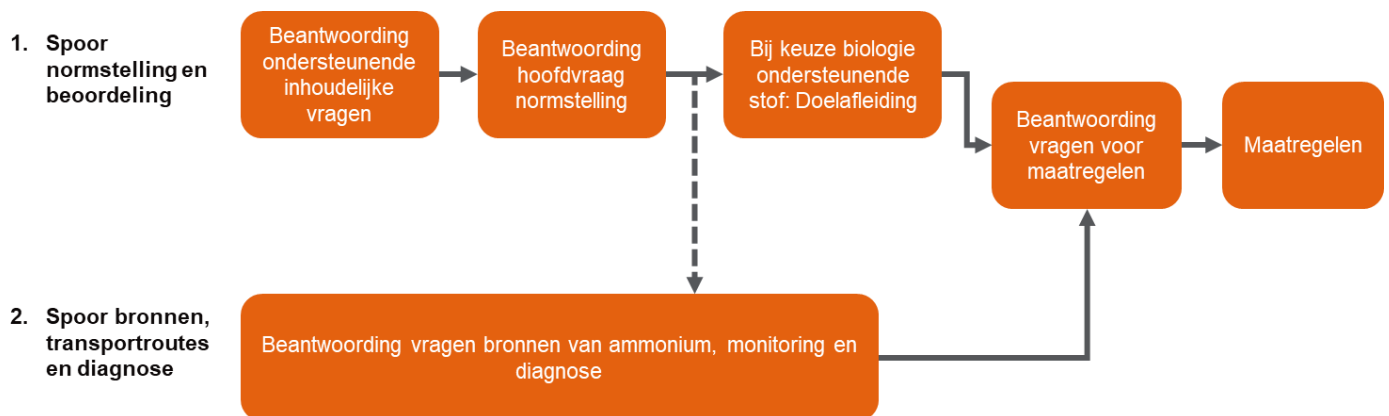 1. Spoor
normstelling en
beoordeling
Beantwoording
ondersteunende
inhoudelijke
vragen
Beantwoording
hoofdvraag
normstelling
Bij keuze biologie
ondersteunende
stof: Doelafleiding
Beantwoording
vragen voor
maatregelen
Maatregelen
2. Spoor bronnen,
transportroutes
en diagnose
Beantwoording vragen bronnen van ammonium, monitoring en
diagnose